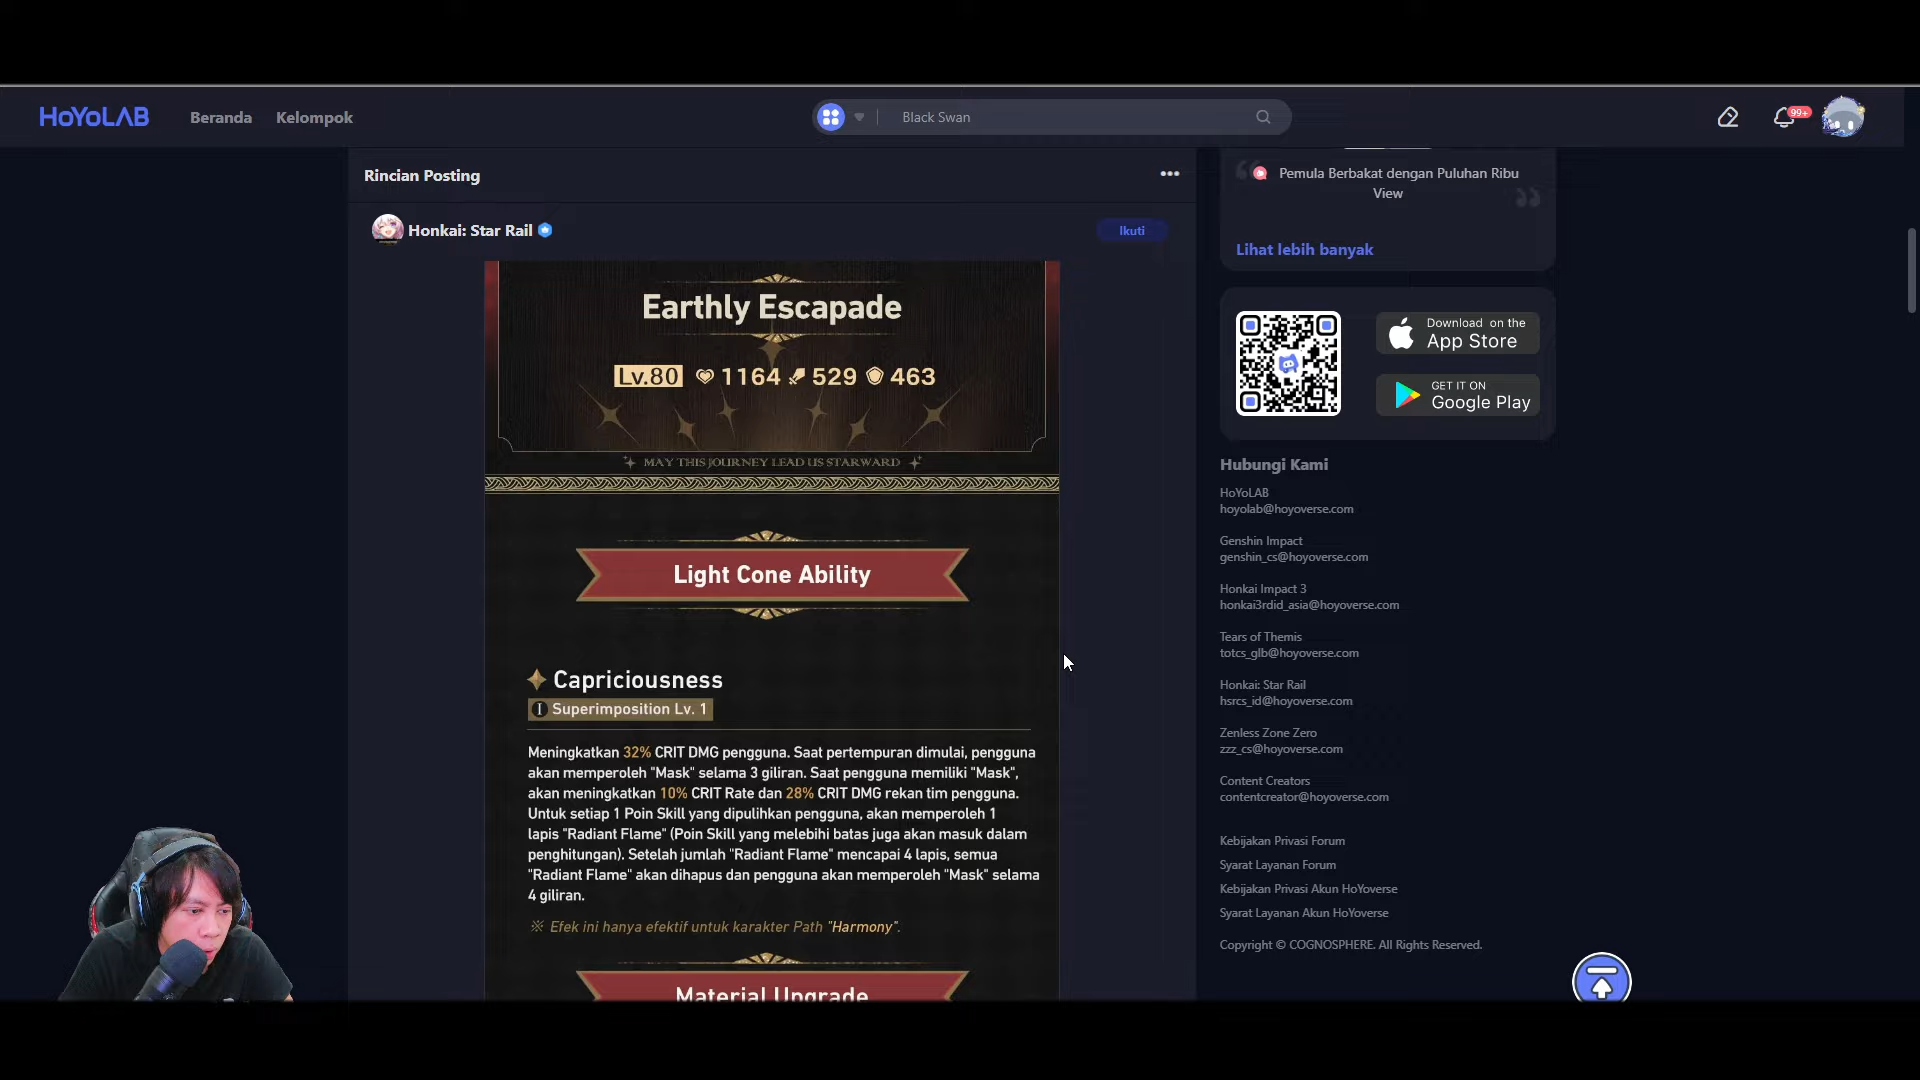 HoYoLAB
Beranda
Kelompok
Black Swan
99+
Rincian Posting
Honkai: Star Rail
Ikuti
Earthly Escapade
Lv.80 1164 529 463
MAY THIS JOURNEY LEAD US STARWARD
Light Cone Ability
Capriciousness
I Superimposition Lv. 1
Meningkatkan 32% CRIT DMG pengguna. Saat pertempuran dimulai, pengguna
akan memperoleh "Mask" selama 3 giliran. Saat pengguna memiliki "Mask",
akan meningkatkan 10% CRIT Rate dan 28% CRIT DMG rekan tim pengguna.
Untuk setiap 1 Poin Skill yang dipulihkan pengguna, akan memperoleh 1
lapis "Radiant Flame" (Poin Skill yang melebihi batas juga akan masuk dalam
penghitungan). Setelah jumlah "Radiant Flame" mencapai 4 lapis, semua
"Radiant Flame" akan dihapus dan pengguna akan memperoleh "Mask" selama
4 giliran.
※ Efek ini hanya efektif untuk karakter Path "Harmony".
Material Upgrade
Pemula Berbakat dengan Puluhan Ribu
View
Lihat lebih banyak
Download on the
App Store
GET IT ON
Google Play
Hubungi Kami
HoYoLAB
hoyolab@hoyoverse.com
Genshin Impact
genshin_cs@hoyoverse.com
Honkai Impact 3
honkai3rdid_asia@hoyoverse.com
Tears of Themis
totcs_glb@hoyoverse.com
Honkai: Star Rail
hsrcs_id@hoyoverse.com
Zenless Zone Zero
zzz_cs@hoyoverse.com
Content Creators
contentcreator@hoyoverse.com
Kebijakan Privasi Forum
Syarat Layanan Forum
Kebijakan Privasi Akun HoYoverse
Syarat Layanan Akun HoYoverse
Copyright © COGNOSPHERE. All Rights Reserved.